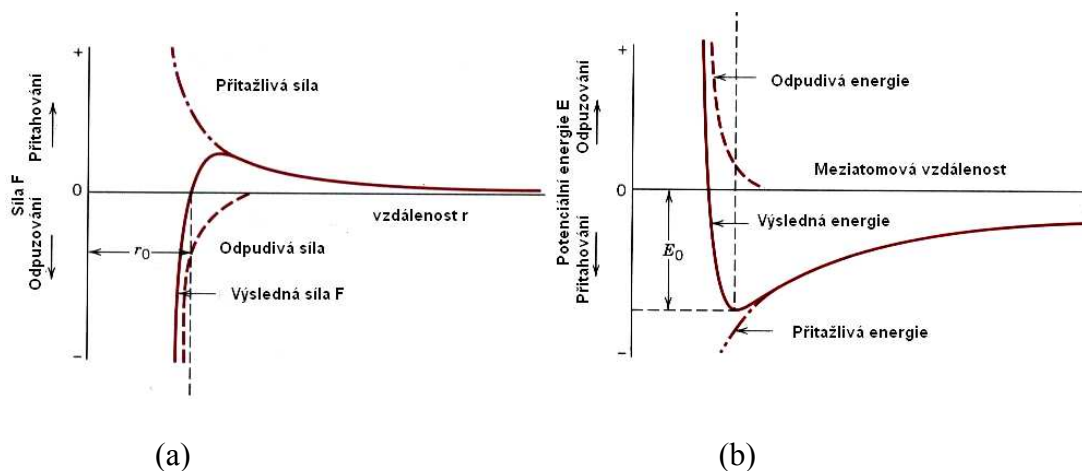 +
Přitahování
0
Síla F
Odpuzování
−
Přitažlivá síla
vzdálenost r
r0
Odpudivá síla
Výsledná síla F
(a)
+
Potenciální energie E
Odpuzování
0
Přitahování
−
Odpudivá energie
Meziatomová vzdálenost
Výsledná energie
E0
Přitažlivá energie
(b)